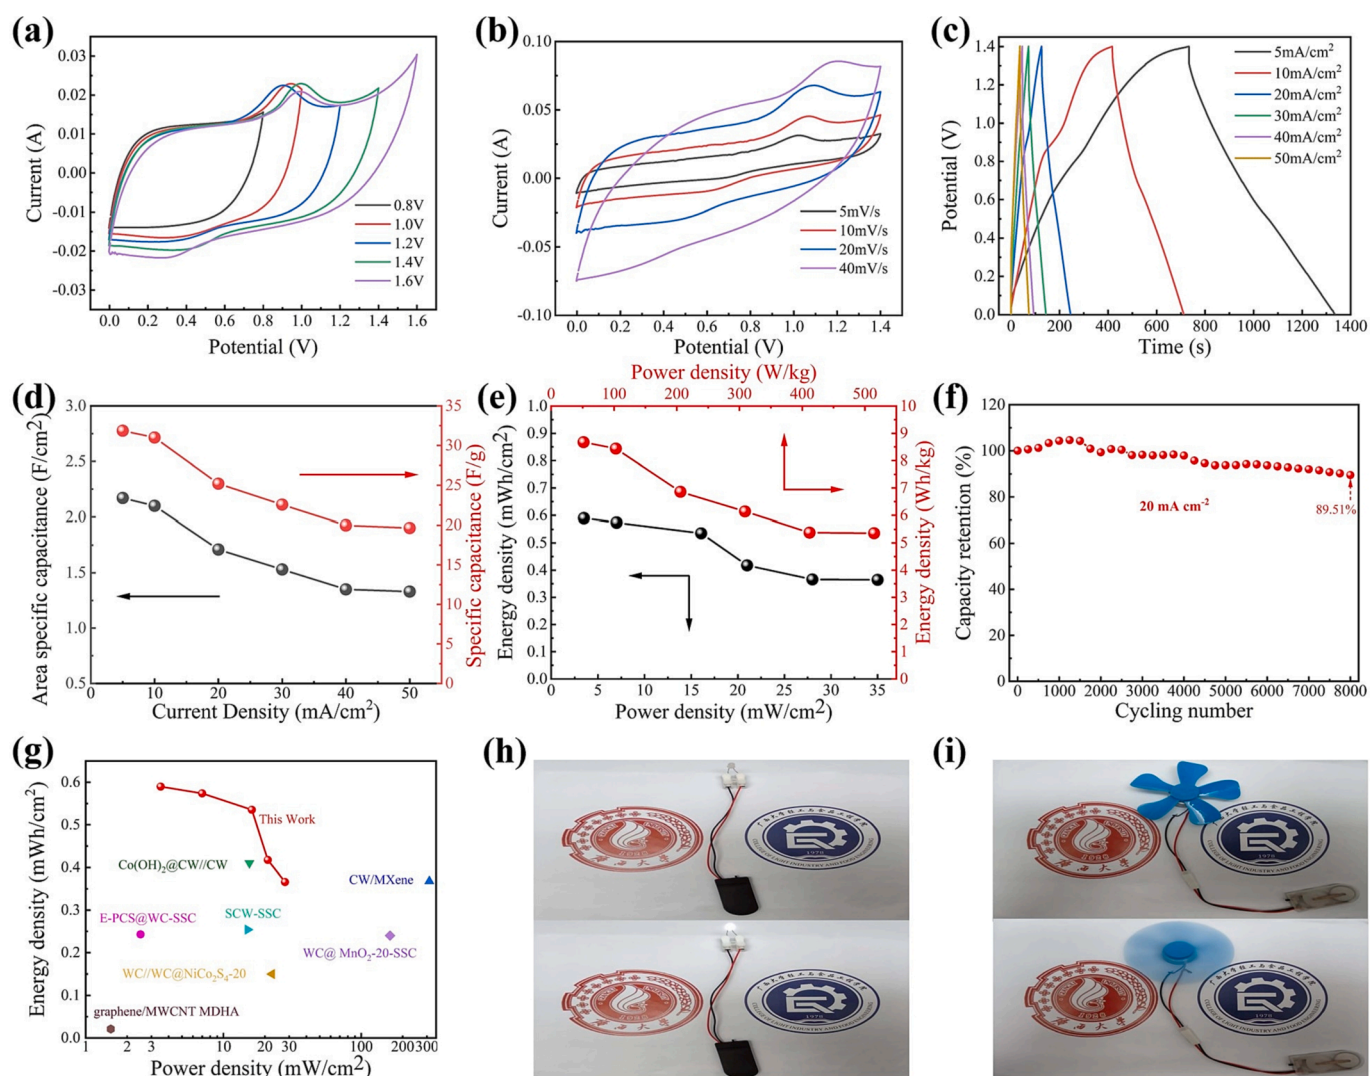 (a)
0.03
0.02
0.01
0.00
-0.01
-0.02
-0.03
Current (A)
0.8V
1.0V
1.2V
1.4V
1.6V
0.0 0.2 0.4 0.6 0.8 1.0 1.2 1.4 1.6
Potential (V)
(b)
0.10
0.05
0.00
-0.05
-0.10
Current (A)
5mV/s
10mV/s
20mV/s
40mV/s
0.0 0.2 0.4 0.6 0.8 1.0 1.2 1.4
Potential (V)
(c)
1.4
1.2
1.0
0.8
0.6
0.4
0.2
0.0
Potential (V)
5mA/cm²
10mA/cm²
20mA/cm²
30mA/cm²
40mA/cm²
50mA/cm²
0 200 400 600 800 1000 1200 1400
Time (s)
(d)
3.0
2.5
2.0
1.5
1.0
0.5
Area specific capacitance (F/cm²)
35
30
25
20
15
10
5
0
Specific capacitance (F/g)
0 10 20 30 40 50
Current Density (mA/cm²)
(e)
Power density (W/kg)
0 100 200 300 400 500
1.0
0.9
0.8
0.7
0.6
0.5
0.4
0.3
0.2
0.1
0.0
Energy density (mWh/cm²)
10
9
8
7
6
5
4
3
2
1
0
Energy density (Wh/kg)
5 10 15 20 25 30 35
Power density (mW/cm²)
(f)
120
100
80
60
40
20
0
Capacity retention (%)
20 mA cm⁻²
89.51%
0 1000 2000 3000 4000 5000 6000 7000 8000
Cycling number
(g)
0.6
0.5
0.4
0.3
0.2
0.1
0.0
Energy density (mWh/cm²)
This Work
Co(OH)₂@CW//CW
CW/MXene
E-PCS@WC-SSC
SCW-SSC
WC@ MnO₂-20-SSC
WC//WC@NiCo₂S₄-20
graphene/MWCNT MDHA
1 2 3 10 20 30 100 200 300
Power density (mW/cm²)
(h)
1978
COLLEGE OF LIGHT INDUSTRY AND FOOD ENGINEERING
1978
(i)
1978
1978